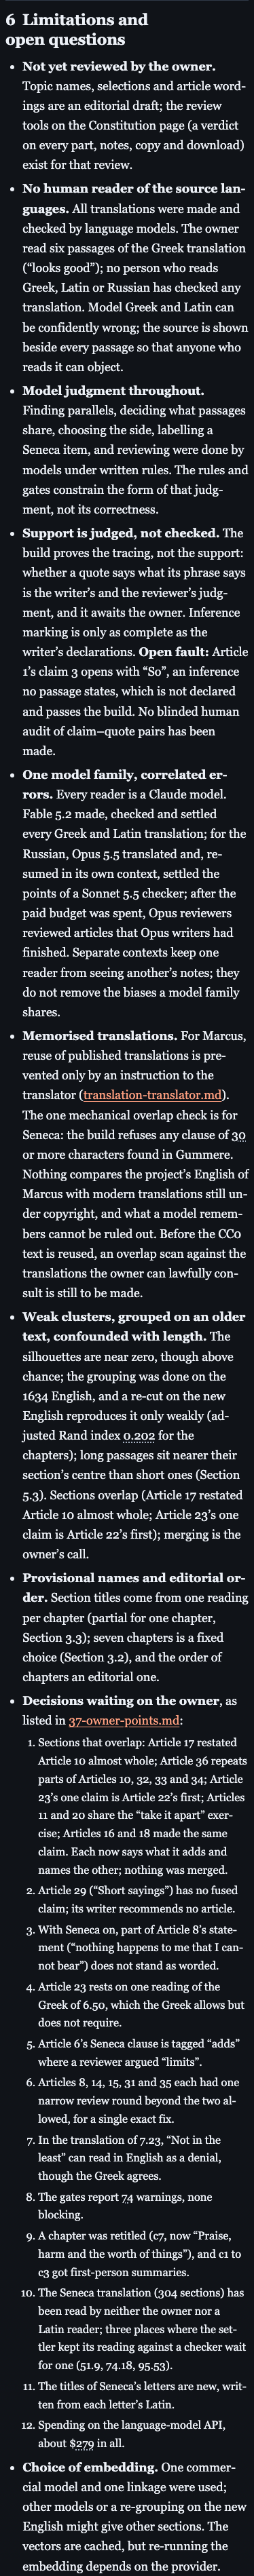 6 Limitations and
open questions
• Not yet reviewed by the owner.
Topic names, selections and article word-
ings are an editorial draft; the review
tools on the Constitution page (a verdict
on every part, notes, copy and download)
exist for that review.
• No human reader of the source lan-
guages. All translations were made and
checked by language models. The owner
read six passages of the Greek translation
(“looks good”); no person who reads
Greek, Latin or Russian has checked any
translation. Model Greek and Latin can
be confidently wrong; the source is shown
beside every passage so that anyone who
reads it can object.
• Model judgment throughout.
Finding parallels, deciding what passages
share, choosing the side, labelling a
Seneca item, and reviewing were done by
models under written rules. The rules and
gates constrain the form of that judg-
ment, not its correctness.
• Support is judged, not checked. The
build proves the tracing, not the support:
whether a quote says what its phrase says
is the writer’s and the reviewer’s judg-
ment, and it awaits the owner. Inference
marking is only as complete as the
writer’s declarations. Open fault: Article
1’s claim 3 opens with “So”, an inference
no passage states, which is not declared
and passes the build. No blinded human
audit of claim–quote pairs has been
made.
• One model family, correlated er-
rors. Every reader is a Claude model.
Fable 5.2 made, checked and settled
every Greek and Latin translation; for the
Russian, Opus 5.5 translated and, re-
sumed in its own context, settled the
points of a Sonnet 5.5 checker; after the
paid budget was spent, Opus reviewers
reviewed articles that Opus writers had
finished. Separate contexts keep one
reader from seeing another’s notes; they
do not remove the biases a model family
shares.
• Memorised translations. For Marcus,
reuse of published translations is pre-
vented only by an instruction to the
translator (translation-translator.md).
The one mechanical overlap check is for
Seneca: the build refuses any clause of 30
or more characters found in Gummere.
Nothing compares the project’s English of
Marcus with modern translations still un-
der copyright, and what a model remem-
bers cannot be ruled out. Before the CC0
text is reused, an overlap scan against the
translations the owner can lawfully con-
sult is still to be made.
• Weak clusters, grouped on an older
text, confounded with length. The
silhouettes are near zero, though above
chance; the grouping was done on the
1634 English, and a re-cut on the new
English reproduces it only weakly (ad-
justed Rand index 0.202 for the
chapters); long passages sit nearer their
section’s centre than short ones (Section
5.3). Sections overlap (Article 17 restated
Article 10 almost whole; Article 23’s one
claim is Article 22’s first); merging is the
owner’s call.
• Provisional names and editorial or-
der. Section titles come from one reading
per chapter (partial for one chapter,
Section 3.3); seven chapters is a fixed
choice (Section 3.2), and the order of
chapters an editorial one.
• Decisions waiting on the owner, as
listed in 37-owner-points.md:
1. Sections that overlap: Article 17 restated
Article 10 almost whole; Article 36 repeats
parts of Articles 10, 32, 33 and 34; Article
23’s one claim is Article 22’s first; Articles
11 and 20 share the “take it apart” exer-
cise; Articles 16 and 18 made the same
claim. Each now says what it adds and
names the other; nothing was merged.
2. Article 29 (“Short sayings”) has no fused
claim; its writer recommends no article.
3. With Seneca on, part of Article 8’s state-
ment (“nothing happens to me that I can-
not bear”) does not stand as worded.
4. Article 23 rests on one reading of the
Greek of 6.50, which the Greek allows but
does not require.
5. Article 6’s Seneca clause is tagged “adds”
where a reviewer argued “limits”.
6. Articles 8, 14, 15, 31 and 35 each had one
narrow review round beyond the two al-
lowed, for a single exact fix.
7. In the translation of 7.23, “Not in the
least” can read in English as a denial,
though the Greek agrees.
8. The gates report 74 warnings, none
blocking.
9. A chapter was retitled (c7, now “Praise,
harm and the worth of things”), and c1 to
c3 got first-person summaries.
10. The Seneca translation (304 sections) has
been read by neither the owner nor a
Latin reader; three places where the set-
tler kept its reading against a checker wait
for one (51.9, 74.18, 95.53).
11. The titles of Seneca’s letters are new, writ-
ten from each letter’s Latin.
12. Spending on the language-model API,
about $279 in all.
• Choice of embedding. One commer-
cial model and one linkage were used;
other models or a re-grouping on the new
English might give other sections. The
vectors are cached, but re-running the
embedding depends on the provider.